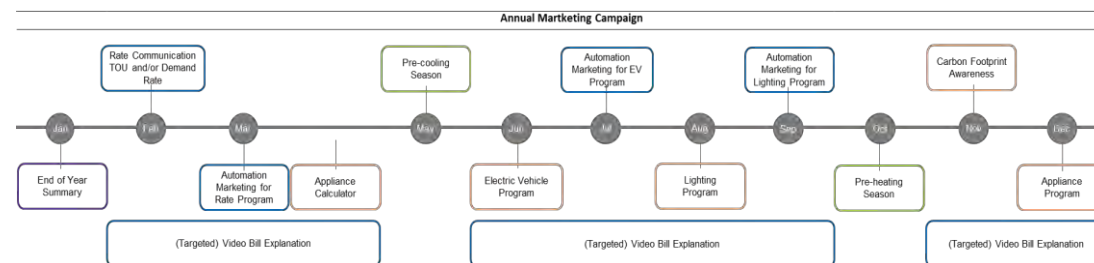 Annual Martketing Campaign
Rate Communication
TOU and/or Demand
Rate
Pre-cooling
Season
Automation
Marketing for EV
Program
Automation
Marketing for
Lighting Program
Carbon Footprint
Awareness
Jan
Feb
Mar
May
Jun
Jul
Aug
Sep
Oct
Nov
Dec
End of Year
Summary
Automation
Marketing for
Rate Program
Appliance
Calculator
Electric Vehicle
Program
Lighting
Program
Pre-heating
Season
Appliance
Program
(Targeted) Video Bill Explanation
(Targeted) Video Bill Explanation
(Targeted) Video Bill Explanation